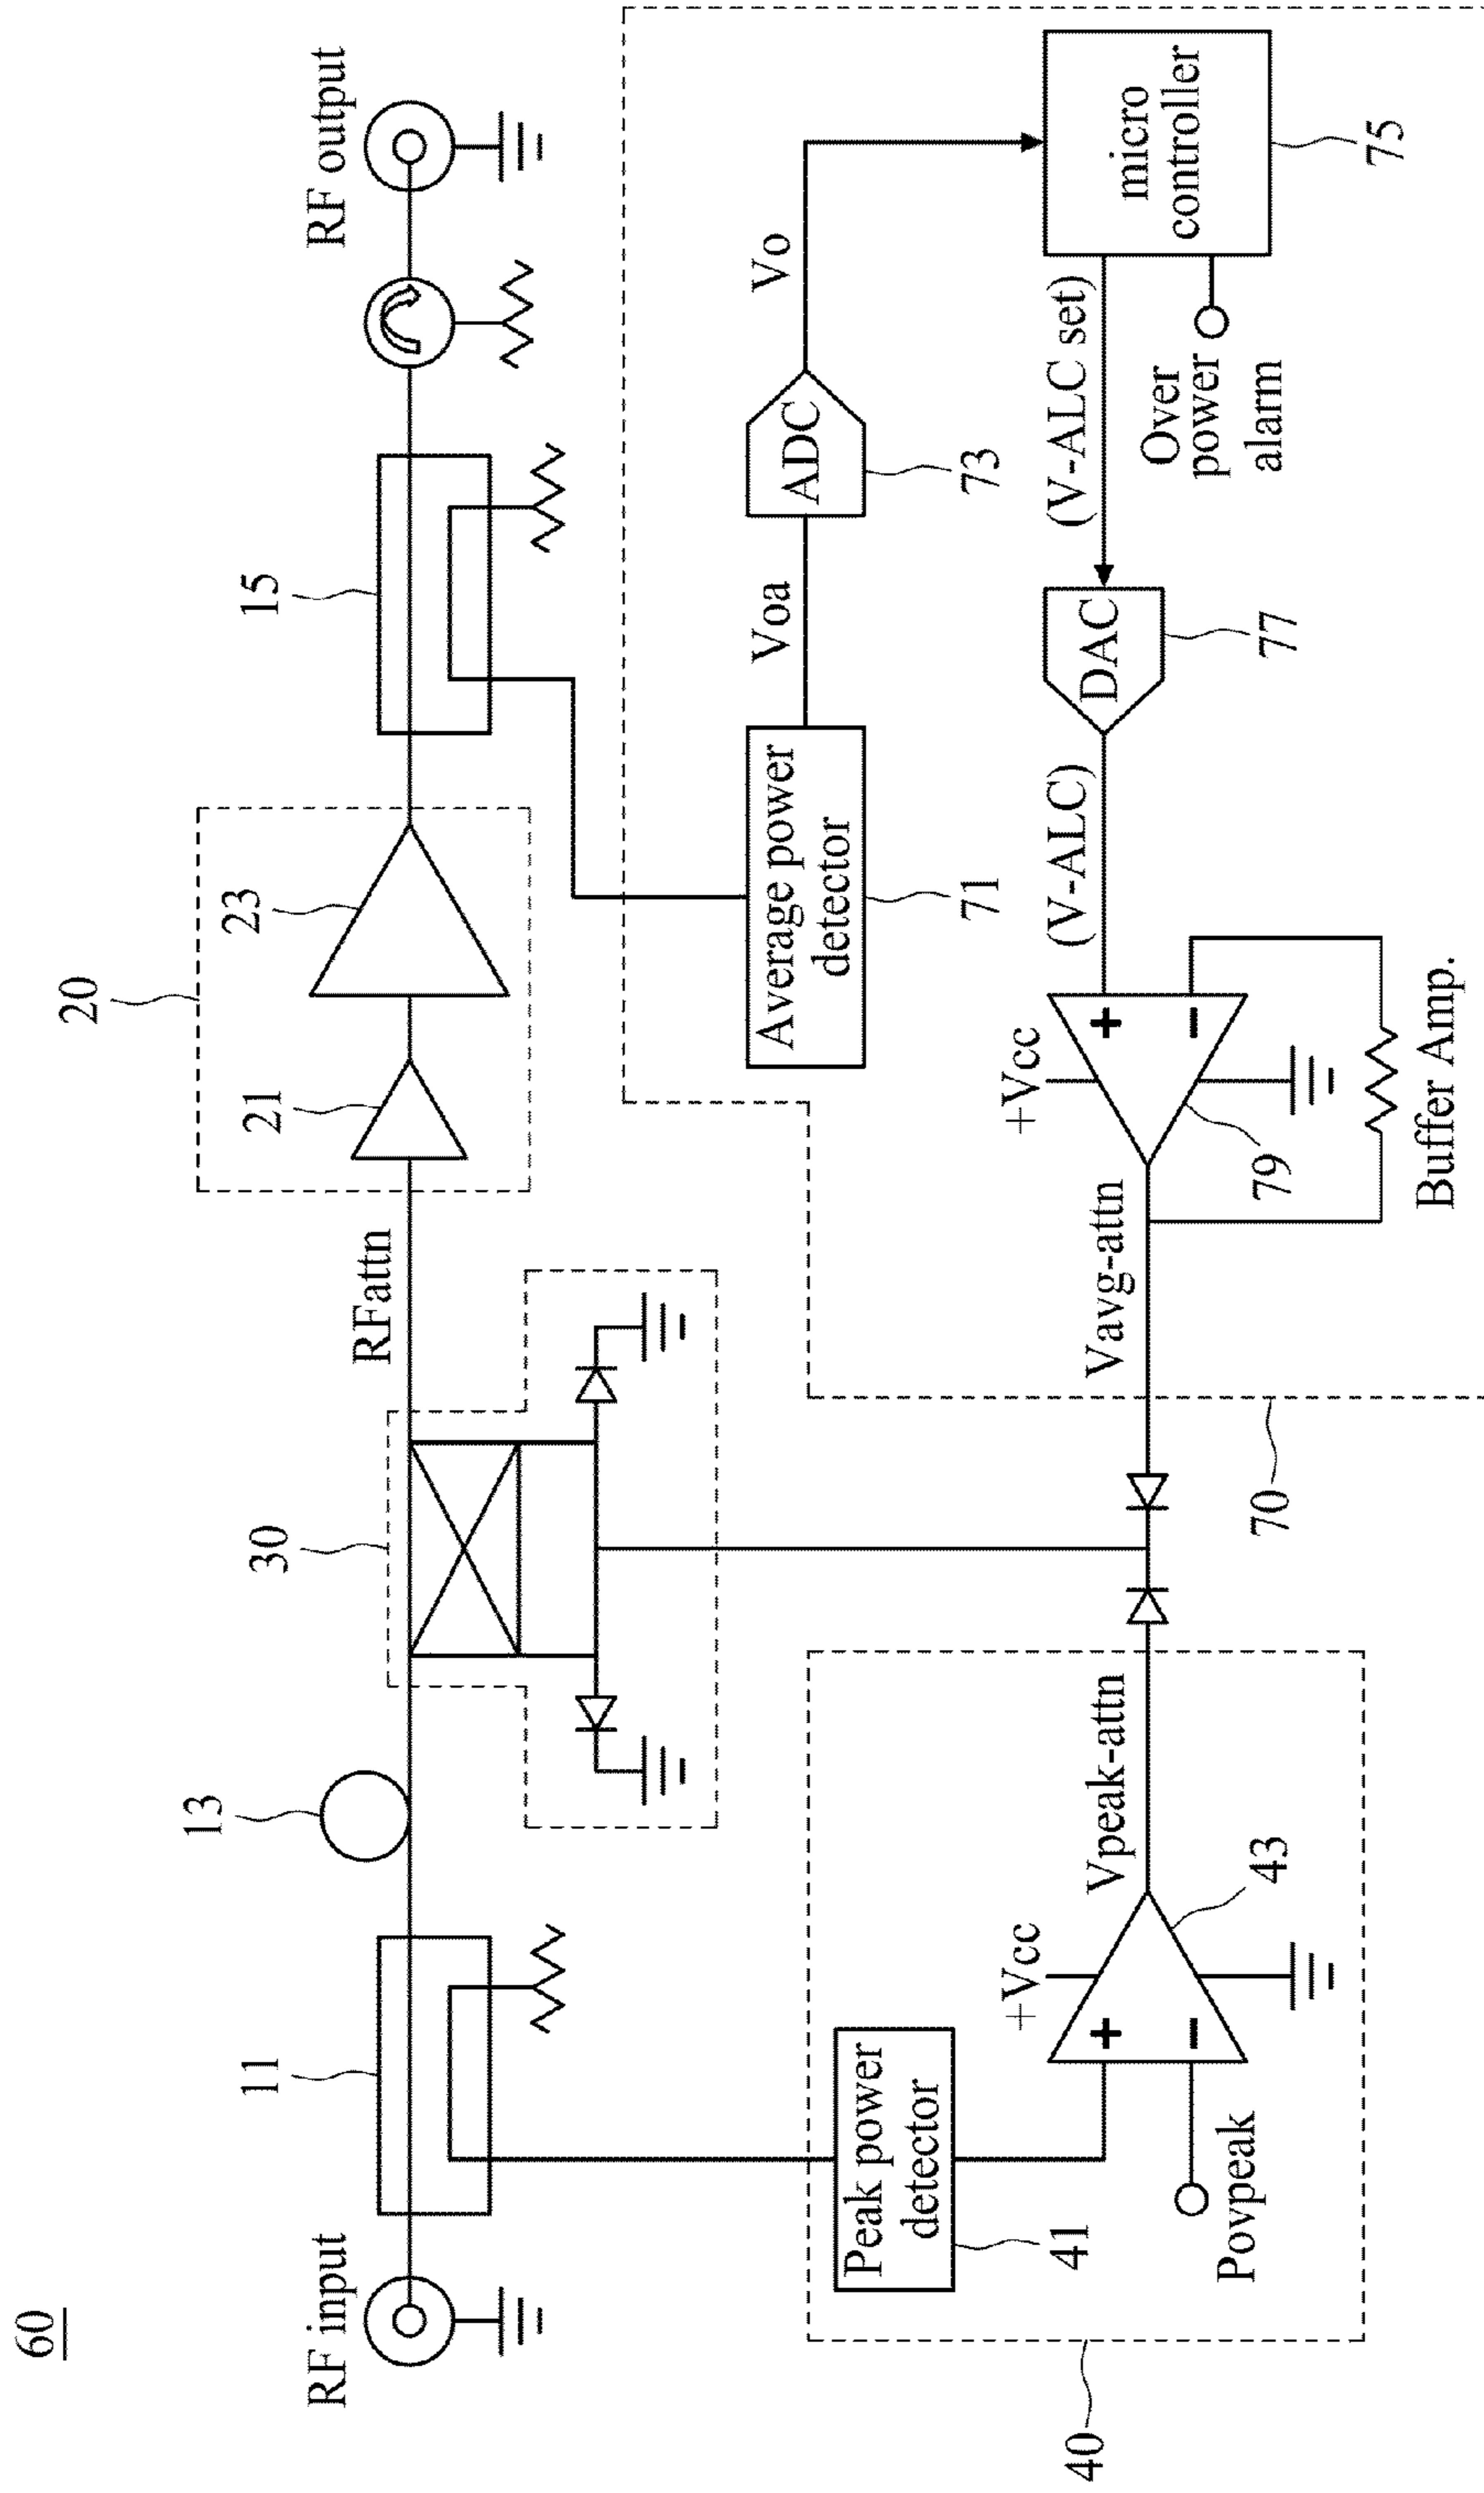 60
RF input
11
13
30
RFattn
20
21
23
15
RF output
40
Peak power
detector
41
+Vcc
+
−
Povpeak
43
Vpeak-attn
70
Vavg-attn
+Vcc
+
−
79
Buffer Amp.
Average power
detector
71
Voa
ADC
73
Vo
micro
controller
75
(V-ALC set)
Over
power
alarm
DAC
77
(V-ALC)